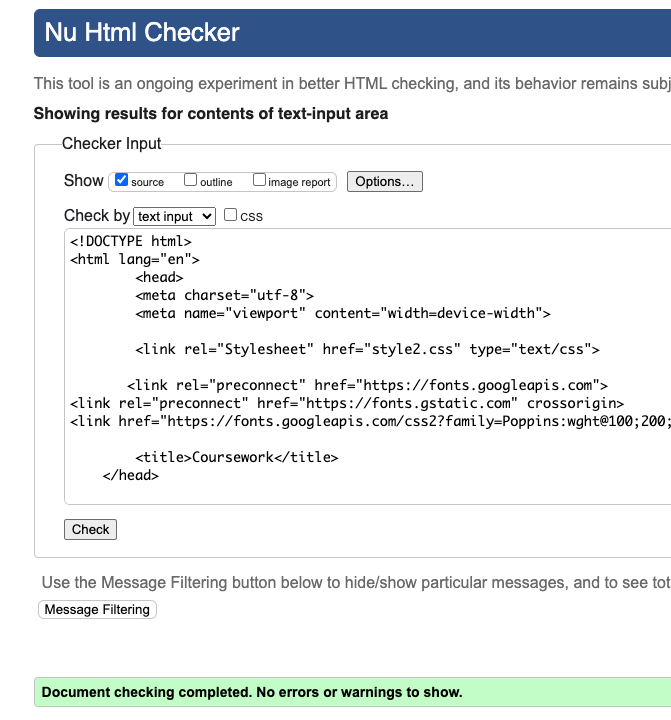 Nu Html Checker
This tool is an ongoing experiment in better HTML checking, and its behavior remains subj
Showing results for contents of text-input area
Checker Input
Show source outline image report Options...
Check by text input css
<!DOCTYPE html>
<html lang="en">
<head>
<meta charset="utf-8">
<meta name="viewport" content="width=device-width">
<link rel="Stylesheet" href="style2.css" type="text/css">
<link rel="preconnect" href="https://fonts.googleapis.com">
<link rel="preconnect" href="https://fonts.gstatic.com" crossorigin>
<link href="https://fonts.googleapis.com/css2?family=Poppins:wght@100;200;
<title>Coursework</title>
</head>
Check
Use the Message Filtering button below to hide/show particular messages, and to see tot
Message Filtering
Document checking completed. No errors or warnings to show.